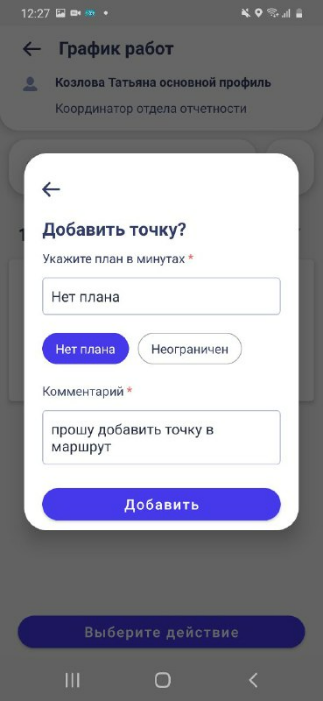 12:27
График работ
Козлова Татьяна основной профиль
Координатор отдела отчетности
Добавить точку?
Укажите план в минутах *
Нет плана
Нет плана
Неограничен
Комментарий *
прошу добавить точку в
маршрут
Добавить
Выберите действие